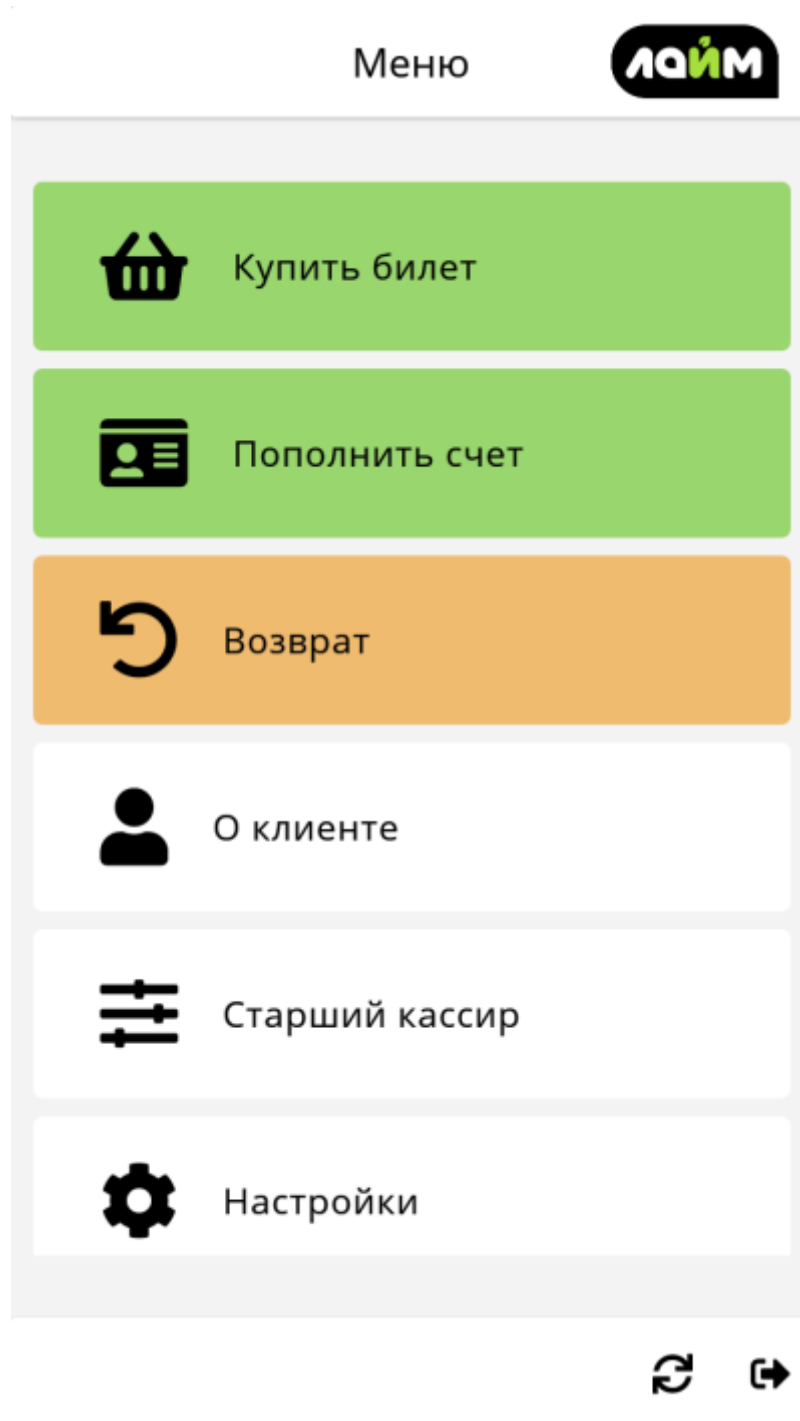 Меню
лайм
Купить билет
Пополнить счет
Возврат
О клиенте
Старший кассир
Настройки